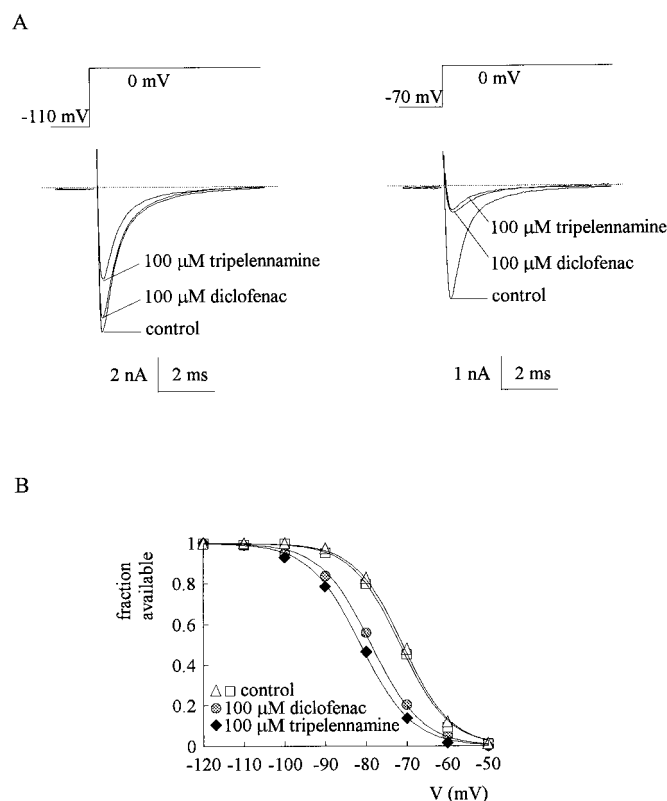 A
0 mV
-110 mV
100 μM tripelennamine
100 μM diclofenac
control
2 nA 2 ms
0 mV
-70 mV
100 μM tripelennamine
100 μM diclofenac
control
1 nA 2 ms
B
fraction
available
1
0.8
0.6
0.4
0.2
0
control
100 μM diclofenac
100 μM tripelennamine
-120 -110 -100 -90 -80 -70 -60 -50
V (mV)